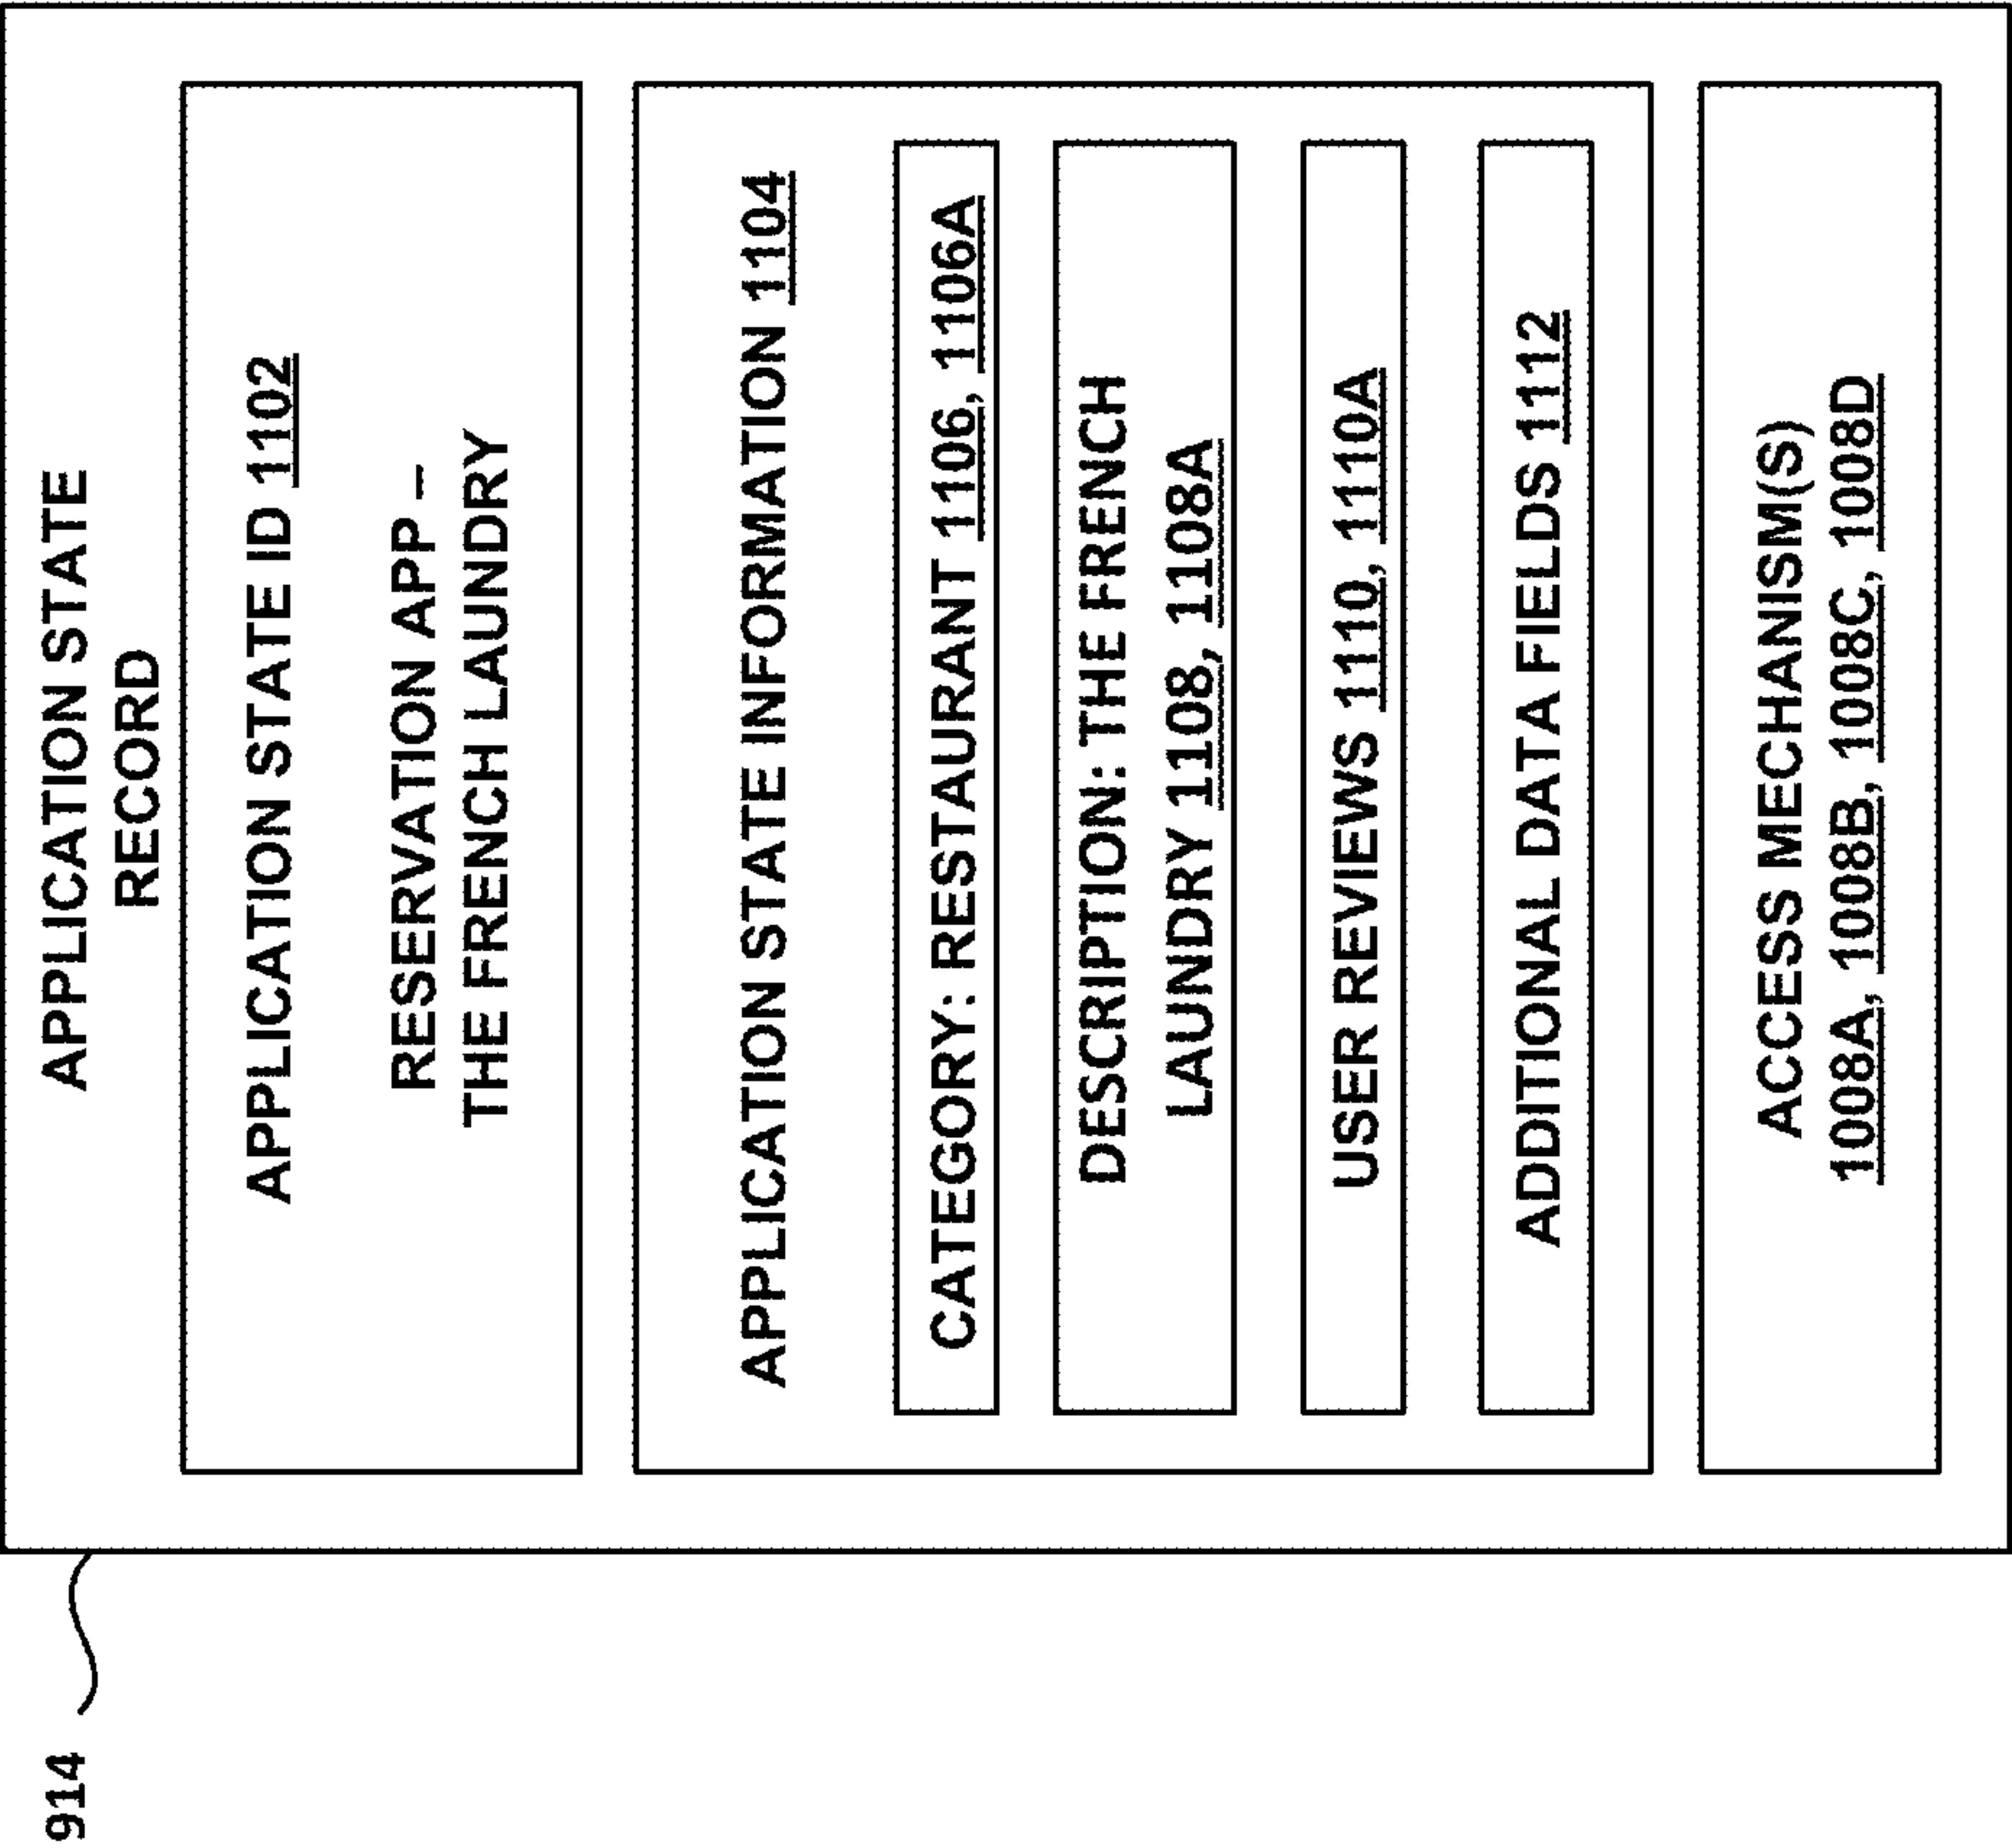 914
APPLICATION STATE
RECORD
APPLICATION STATE ID 1102
RESERVATION APP –
THE FRENCH LAUNDRY
APPLICATION STATE INFORMATION 1104
CATEGORY: RESTAURANT 1106, 1106A
DESCRIPTION: THE FRENCH
LAUNDRY 1108, 1108A
USER REVIEWS 1110, 1110A
ADDITIONAL DATA FIELDS 1112
ACCESS MECHANISM(S)
1008A, 1008B, 1008C, 1008D